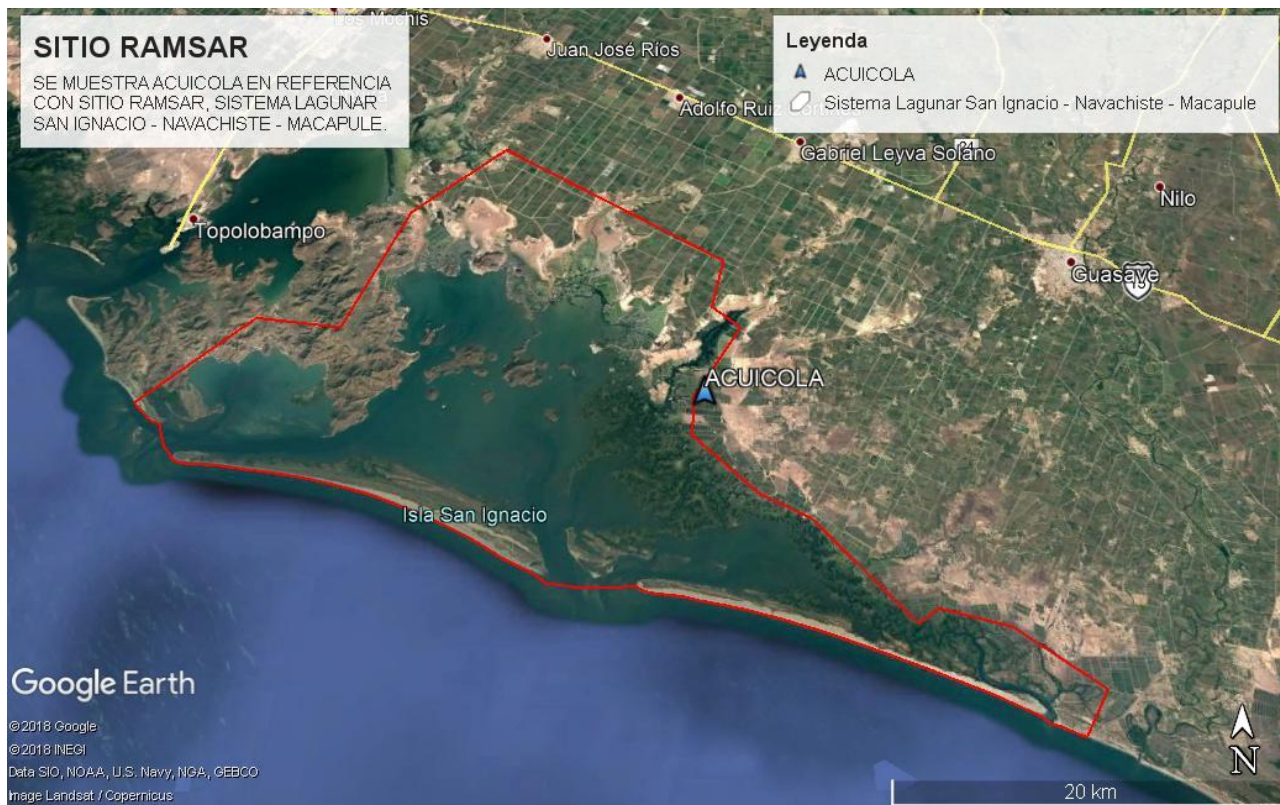 SITIO RAMSAR
SE MUESTRA ACUICOLA EN REFERENCIA
CON SITIO RAMSAR, SISTEMA LAGUNAR
SAN IGNACIO - NAVACHISTE - MACAPULE.
Leyenda
ACUICOLA
Sistema Lagunar San Ignacio - Navachiste - Macapule
Los Mochis
Juan José Ríos
Adolfo Ruiz Cortines
Gabriel Leyva Solano
Nilo
Topolobampo
Guasave
15
ACUICOLA
Isla San Ignacio
Google Earth
© 2018 Google
© 2018 INEGI
Data SIO, NOAA, U.S. Navy, NGA, GEBCO
Image Landsat / Copernicus
20 km
N